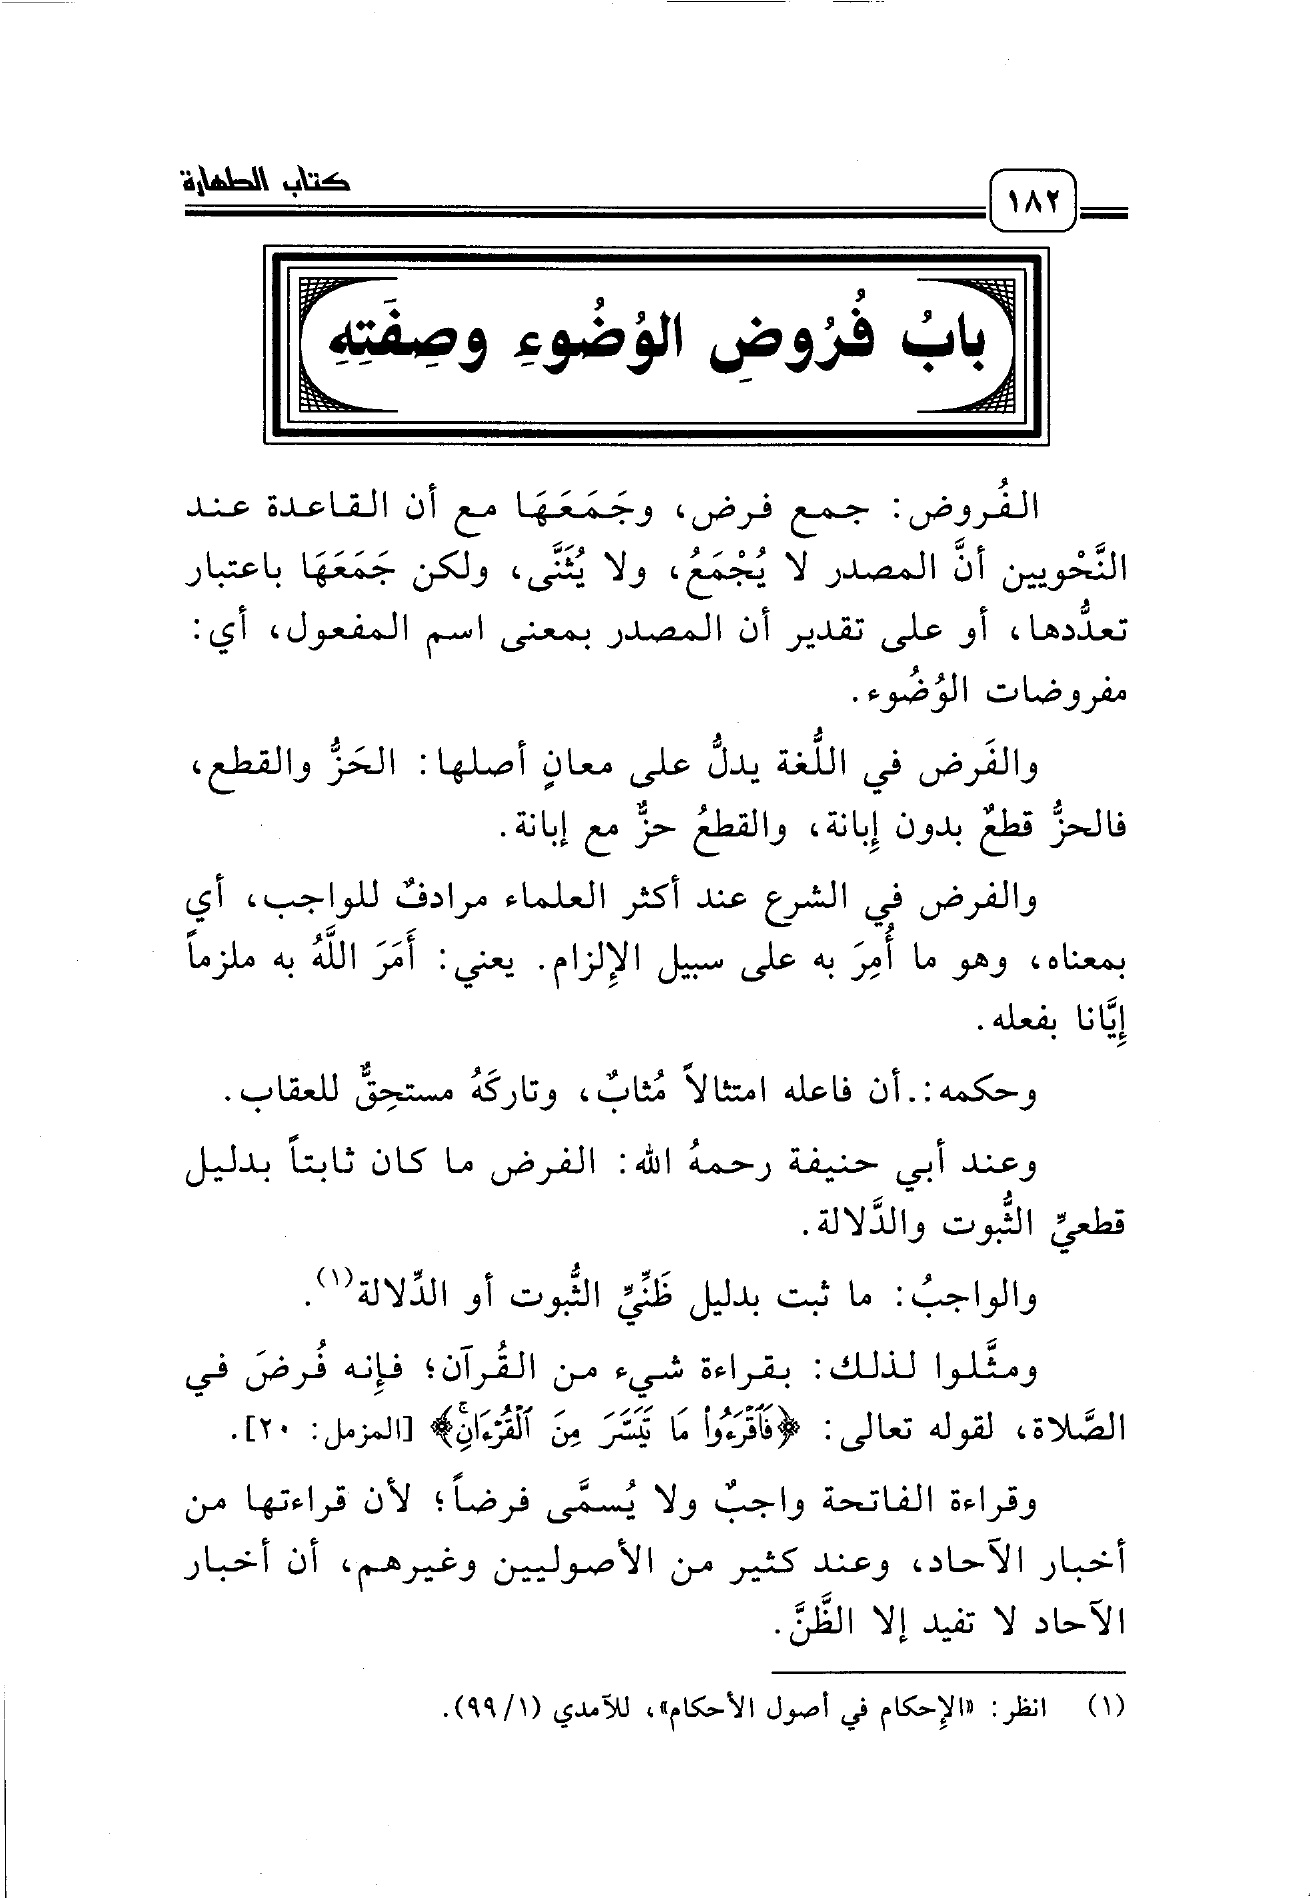 كتاب الطهارة
١٨٢
بابُ فُرُوضِ الوُضُوءِ وصِفَتِهِ
الفُروض: جمع فرض، وجَمَعَهَا مع أن القاعدة عند
النَّحْويين أنَّ المصدر لا يُجْمَعُ، ولا يُثَنَّى، ولكن جَمَعَهَا باعتبار
تعدُّدها، أو على تقدير أن المصدر بمعنى اسم المفعول، أي:
مفروضات الوُضُوء.
والفَرض في اللُّغة يدلُّ على معانٍ أصلها: الحَزُّ والقطع،
فالحزُّ قطعٌ بدون إِبانة، والقطعُ حزٌّ مع إبانة.
والفرض في الشرع عند أكثر العلماء مرادفٌ للواجب، أي
بمعناه، وهو ما أُمِرَ به على سبيل الإِلزام. يعني: أَمَرَ اللَّهُ به ملزماً
إِيَّانا بفعله.
وحكمه: أن فاعله امتثالاً مُثابٌ، وتاركَهُ مستحِقٌّ للعقاب.
وعند أبي حنيفة رحمهُ الله: الفرض ما كان ثابتاً بدليل
قطعيِّ الثُّبوت والدَّلالة.
والواجبُ: ما ثبت بدليل ظَنِّيِّ الثُّبوت أو الدِّلالة(١).
ومثَّلوا لذلك: بقراءة شيء من القُرآن؛ فإِنه فُرضَ في
الصَّلاة، لقوله تعالى: ﴿فَٱقْرَءُوا۟ مَا تَيَسَّرَ مِنَ ٱلْقُرْءَانِۚ﴾ [المزمل: ٢٠].
وقراءة الفاتحة واجبٌ ولا يُسمَّى فرضاً؛ لأن قراءتها من
أخبار الآحاد، وعند كثير من الأصوليين وغيرهم، أن أخبار
الآحاد لا تفيد إلا الظَّنَّ.
(١) انظر: «الإِحكام في أصول الأحكام»، للآمدي (٩٩/١).